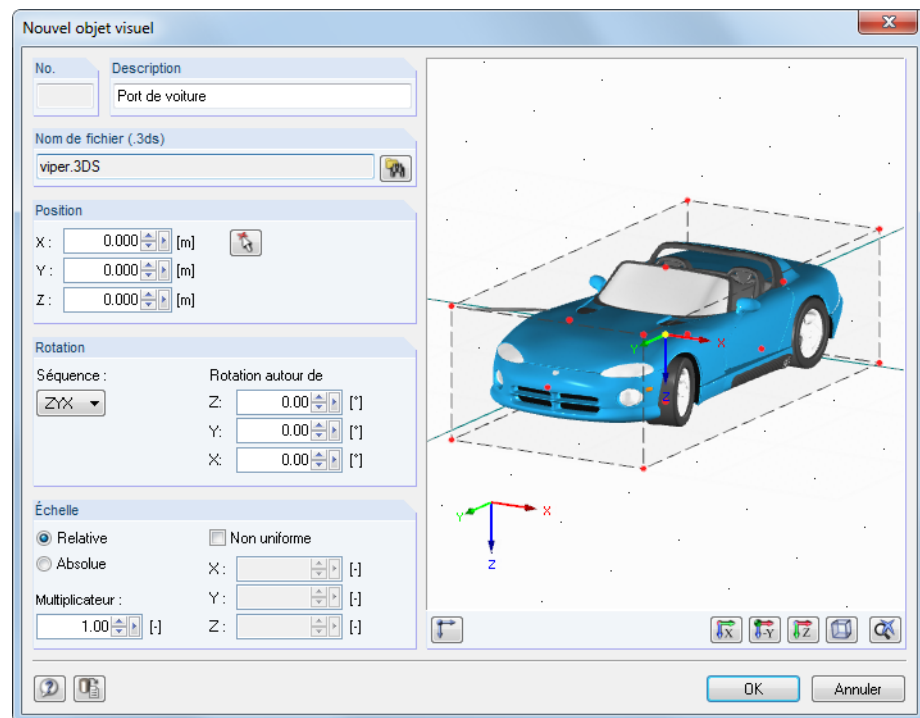 Nouvel objet visuel
No.
Description
Port de voiture
Nom de fichier (.3ds)
viper.3DS
Position
X : 0.000 [m]
Y : 0.000 [m]
Z : 0.000 [m]
Rotation
Séquence :
Rotation autour de
ZYX
Z: 0.00 [°]
Y: 0.00 [°]
X: 0.00 [°]
Échelle
Relative
Non uniforme
Absolue
X : [-]
Multiplicateur :
Y : [-]
1.00 [-]
Z : [-]
Y
X
Z
Y
X
Z
X
-Y
Z
OK
Annuler